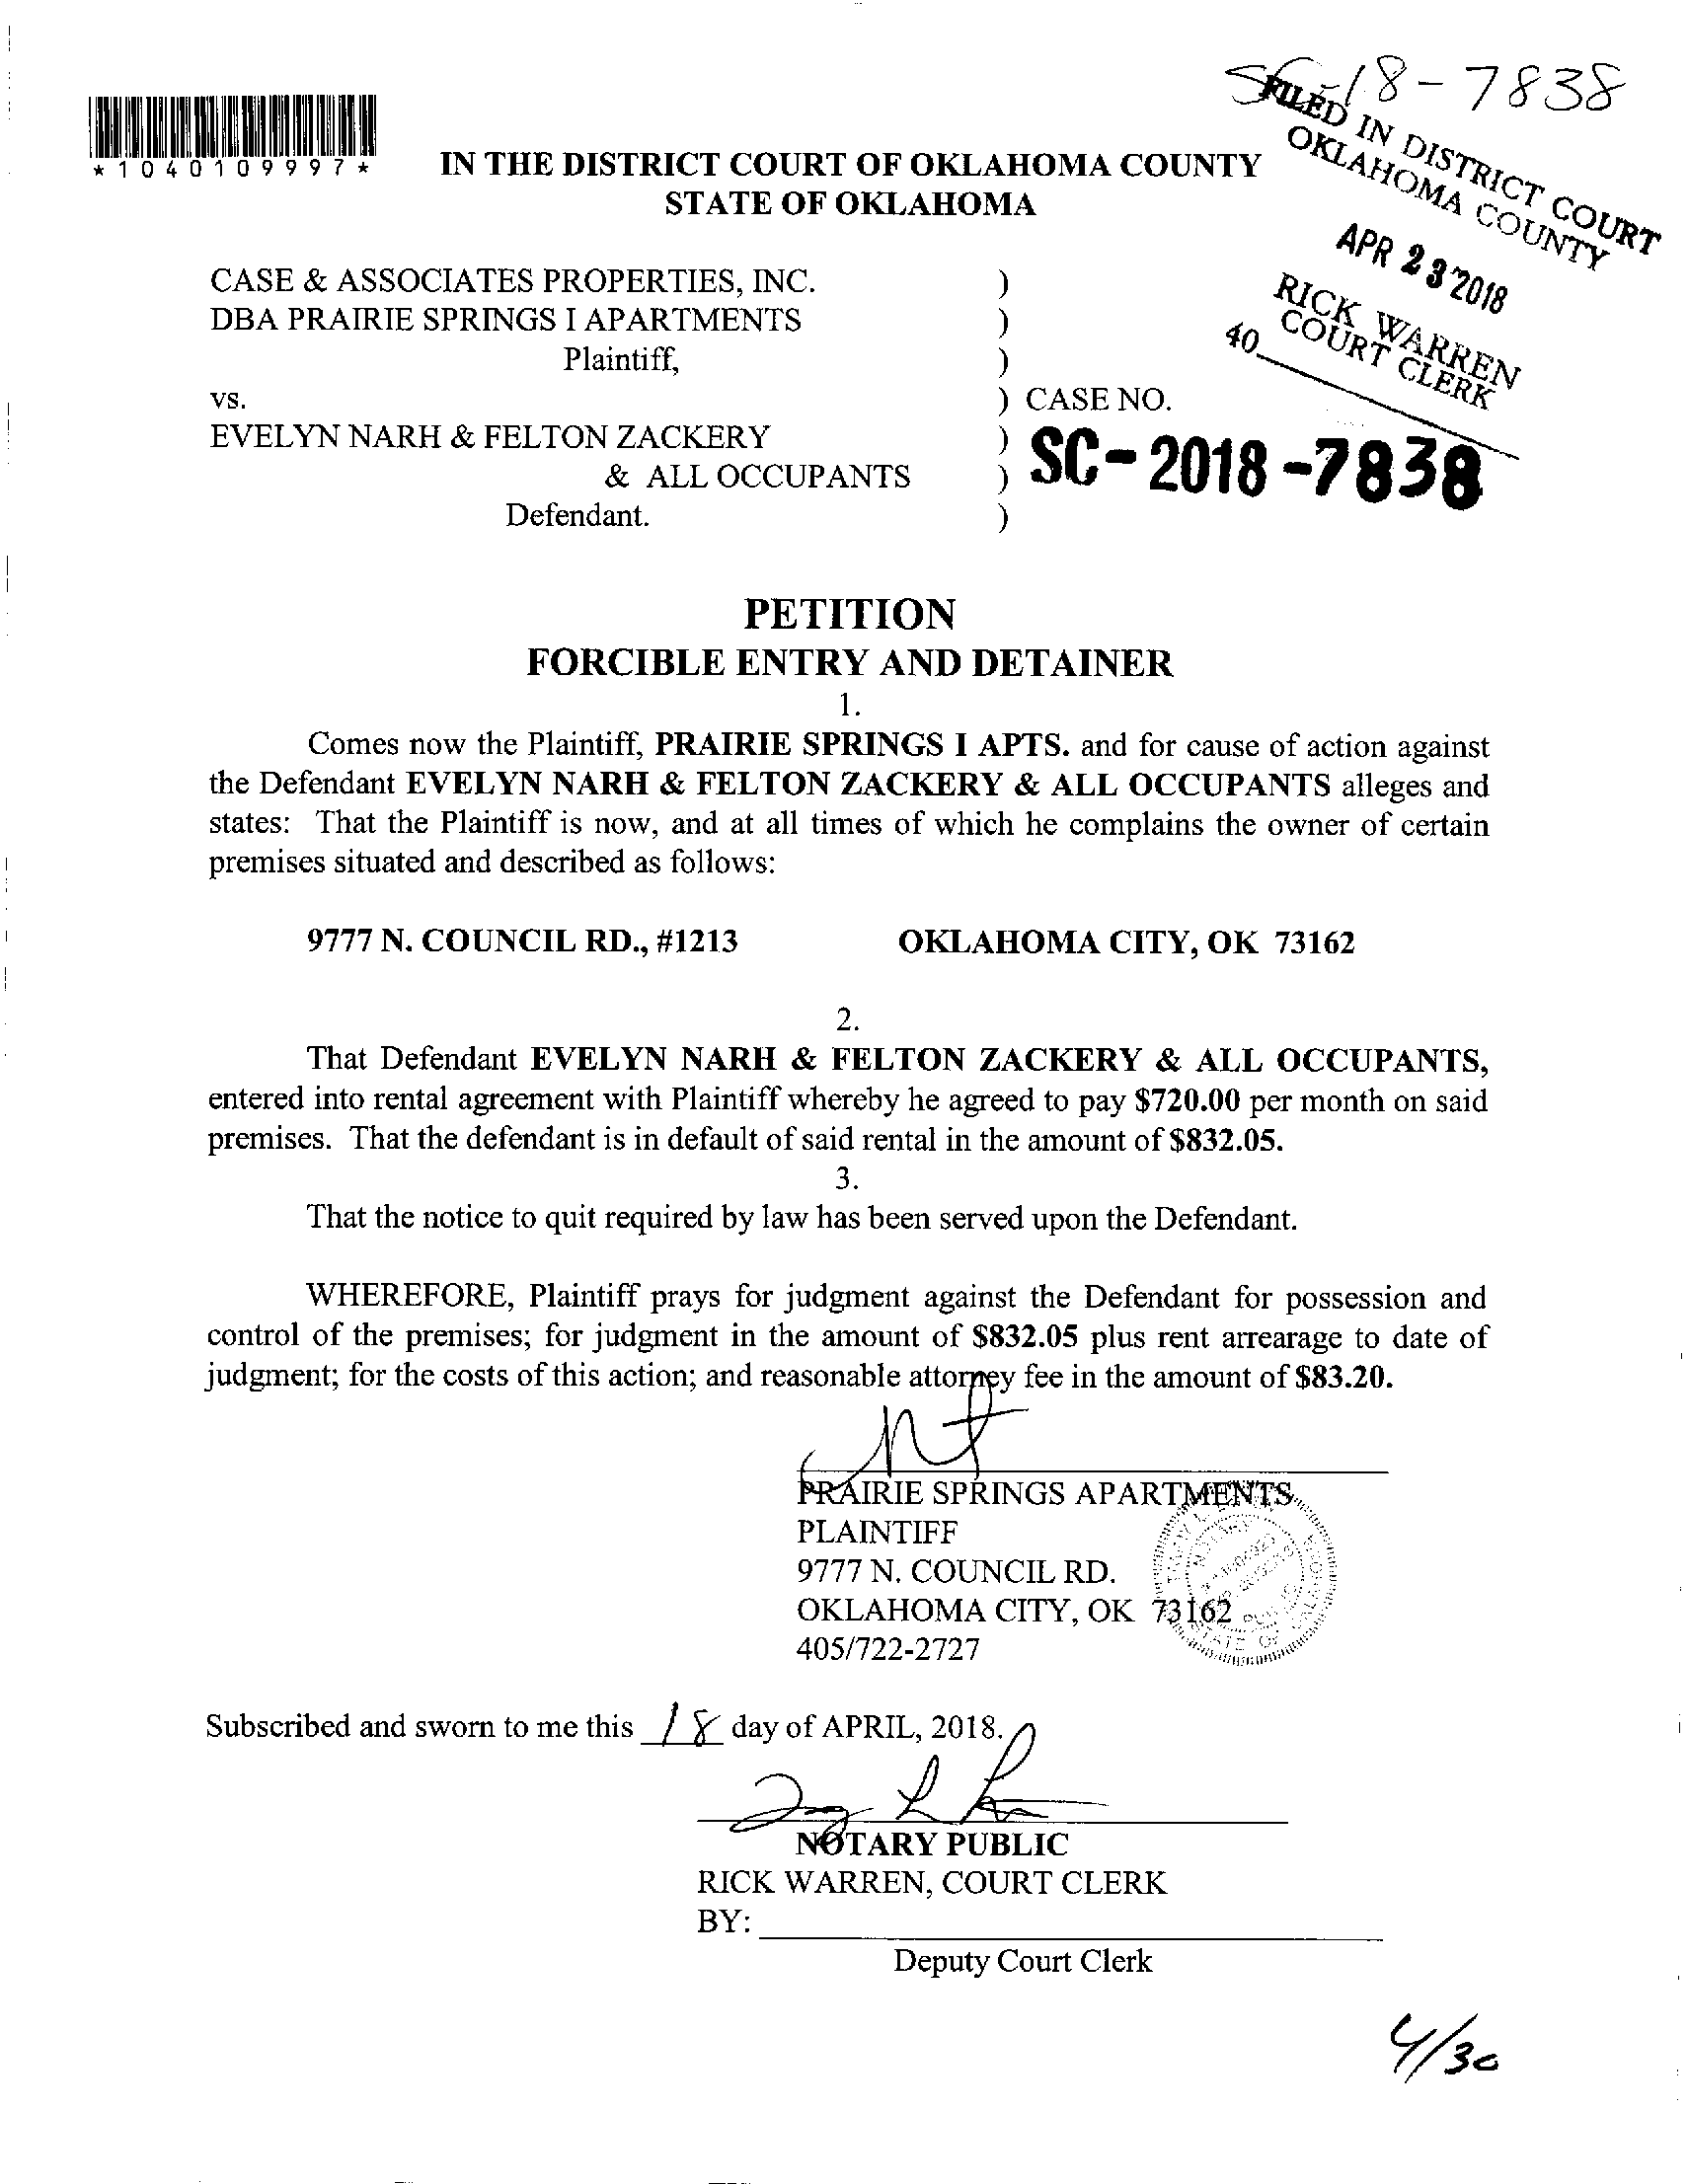 SC-18-7838
FILED IN DISTRICT COURT
OKLAHOMA COUNTY
APR 23 2018
RICK WARREN
COURT CLERK
40
*1040109997*
IN THE DISTRICT COURT OF OKLAHOMA COUNTY
STATE OF OKLAHOMA
CASE & ASSOCIATES PROPERTIES, INC. )
DBA PRAIRIE SPRINGS I APARTMENTS )
Plaintiff, )
vs. ) CASE NO.
EVELYN NARH & FELTON ZACKERY ) SC-2018-7838
& ALL OCCUPANTS )
Defendant. )
PETITION
FORCIBLE ENTRY AND DETAINER
1.
Comes now the Plaintiff, PRAIRIE SPRINGS I APTS. and for cause of action against
the Defendant EVELYN NARH & FELTON ZACKERY & ALL OCCUPANTS alleges and
states: That the Plaintiff is now, and at all times of which he complains the owner of certain
premises situated and described as follows:
9777 N. COUNCIL RD., #1213 OKLAHOMA CITY, OK 73162
2.
That Defendant EVELYN NARH & FELTON ZACKERY & ALL OCCUPANTS,
entered into rental agreement with Plaintiff whereby he agreed to pay $720.00 per month on said
premises. That the defendant is in default of said rental in the amount of $832.05.
3.
That the notice to quit required by law has been served upon the Defendant.
WHEREFORE, Plaintiff prays for judgment against the Defendant for possession and
control of the premises; for judgment in the amount of $832.05 plus rent arrearage to date of
judgment; for the costs of this action; and reasonable attorney fee in the amount of $83.20.
PRAIRIE SPRINGS APARTMENTS
PLAINTIFF
9777 N. COUNCIL RD.
OKLAHOMA CITY, OK 73162
405/722-2727
STATE OF
Subscribed and sworn to me this 18 day of APRIL, 2018.
NOTARY PUBLIC
RICK WARREN, COURT CLERK
BY:
Deputy Court Clerk
4/30